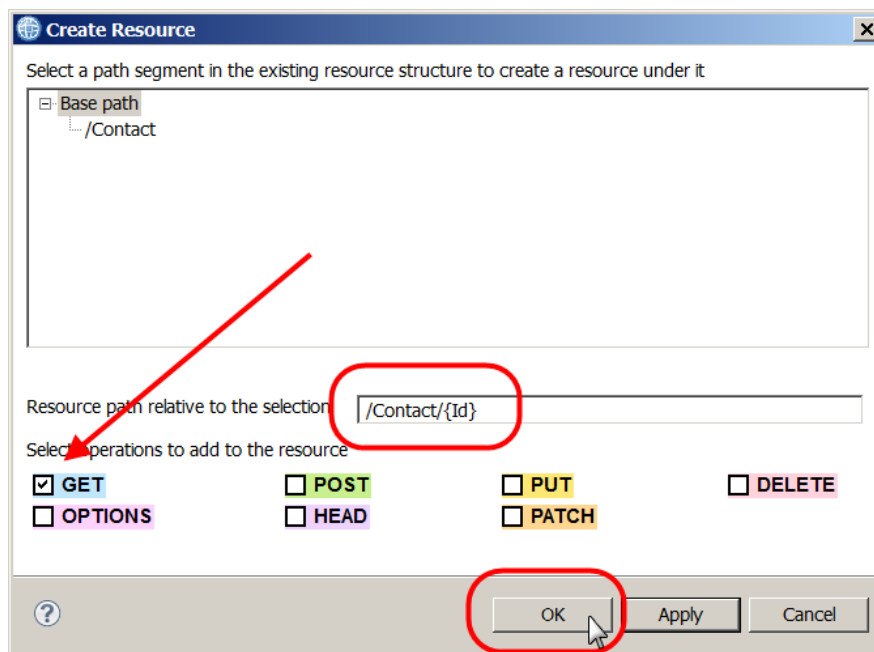 Create Resource
Select a path segment in the existing resource structure to create a resource under it
Base path
/Contact
Resource path relative to the selection /Contact/{Id}
Select operations to add to the resource
GET POST PUT DELETE
OPTIONS HEAD PATCH
OK Apply Cancel